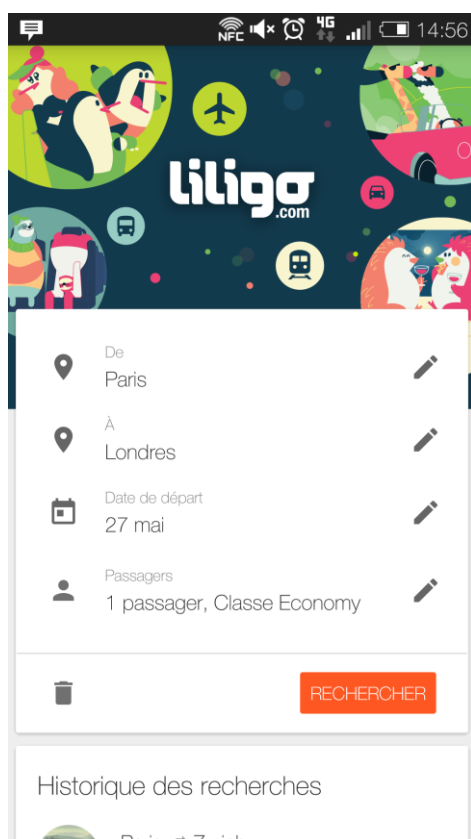 NFC 4G 14:56
liligo
.com
De
Paris
À
Londres
Date de départ
27 mai
Passagers
1 passager, Classe Economy
RECHERCHER
Historique des recherches